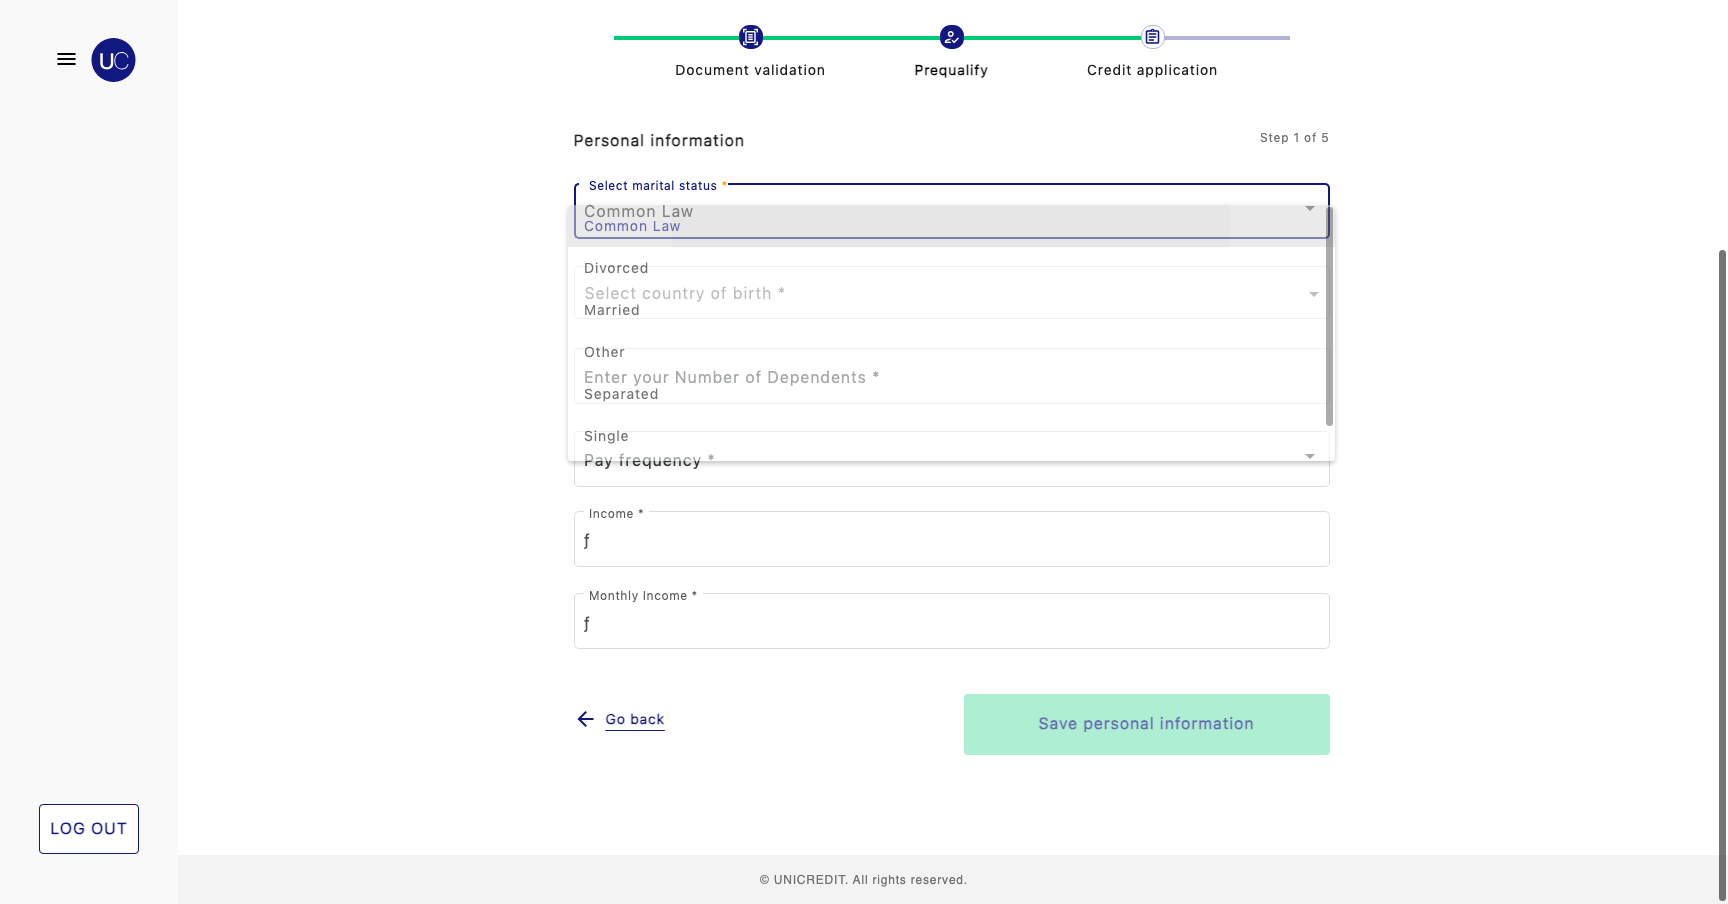 UC
Document validation
Prequalify
Credit application
Personal information
Step 1 of 5
Select marital status *
Common Law
Common Law
Divorced
Select country of birth *
Married
Other
Enter your Number of Dependents *
Separated
Single
Pay frequency *
Income *
ƒ
Monthly Income *
ƒ
Go back
Save personal information
LOG OUT
© UNICREDIT. All rights reserved.